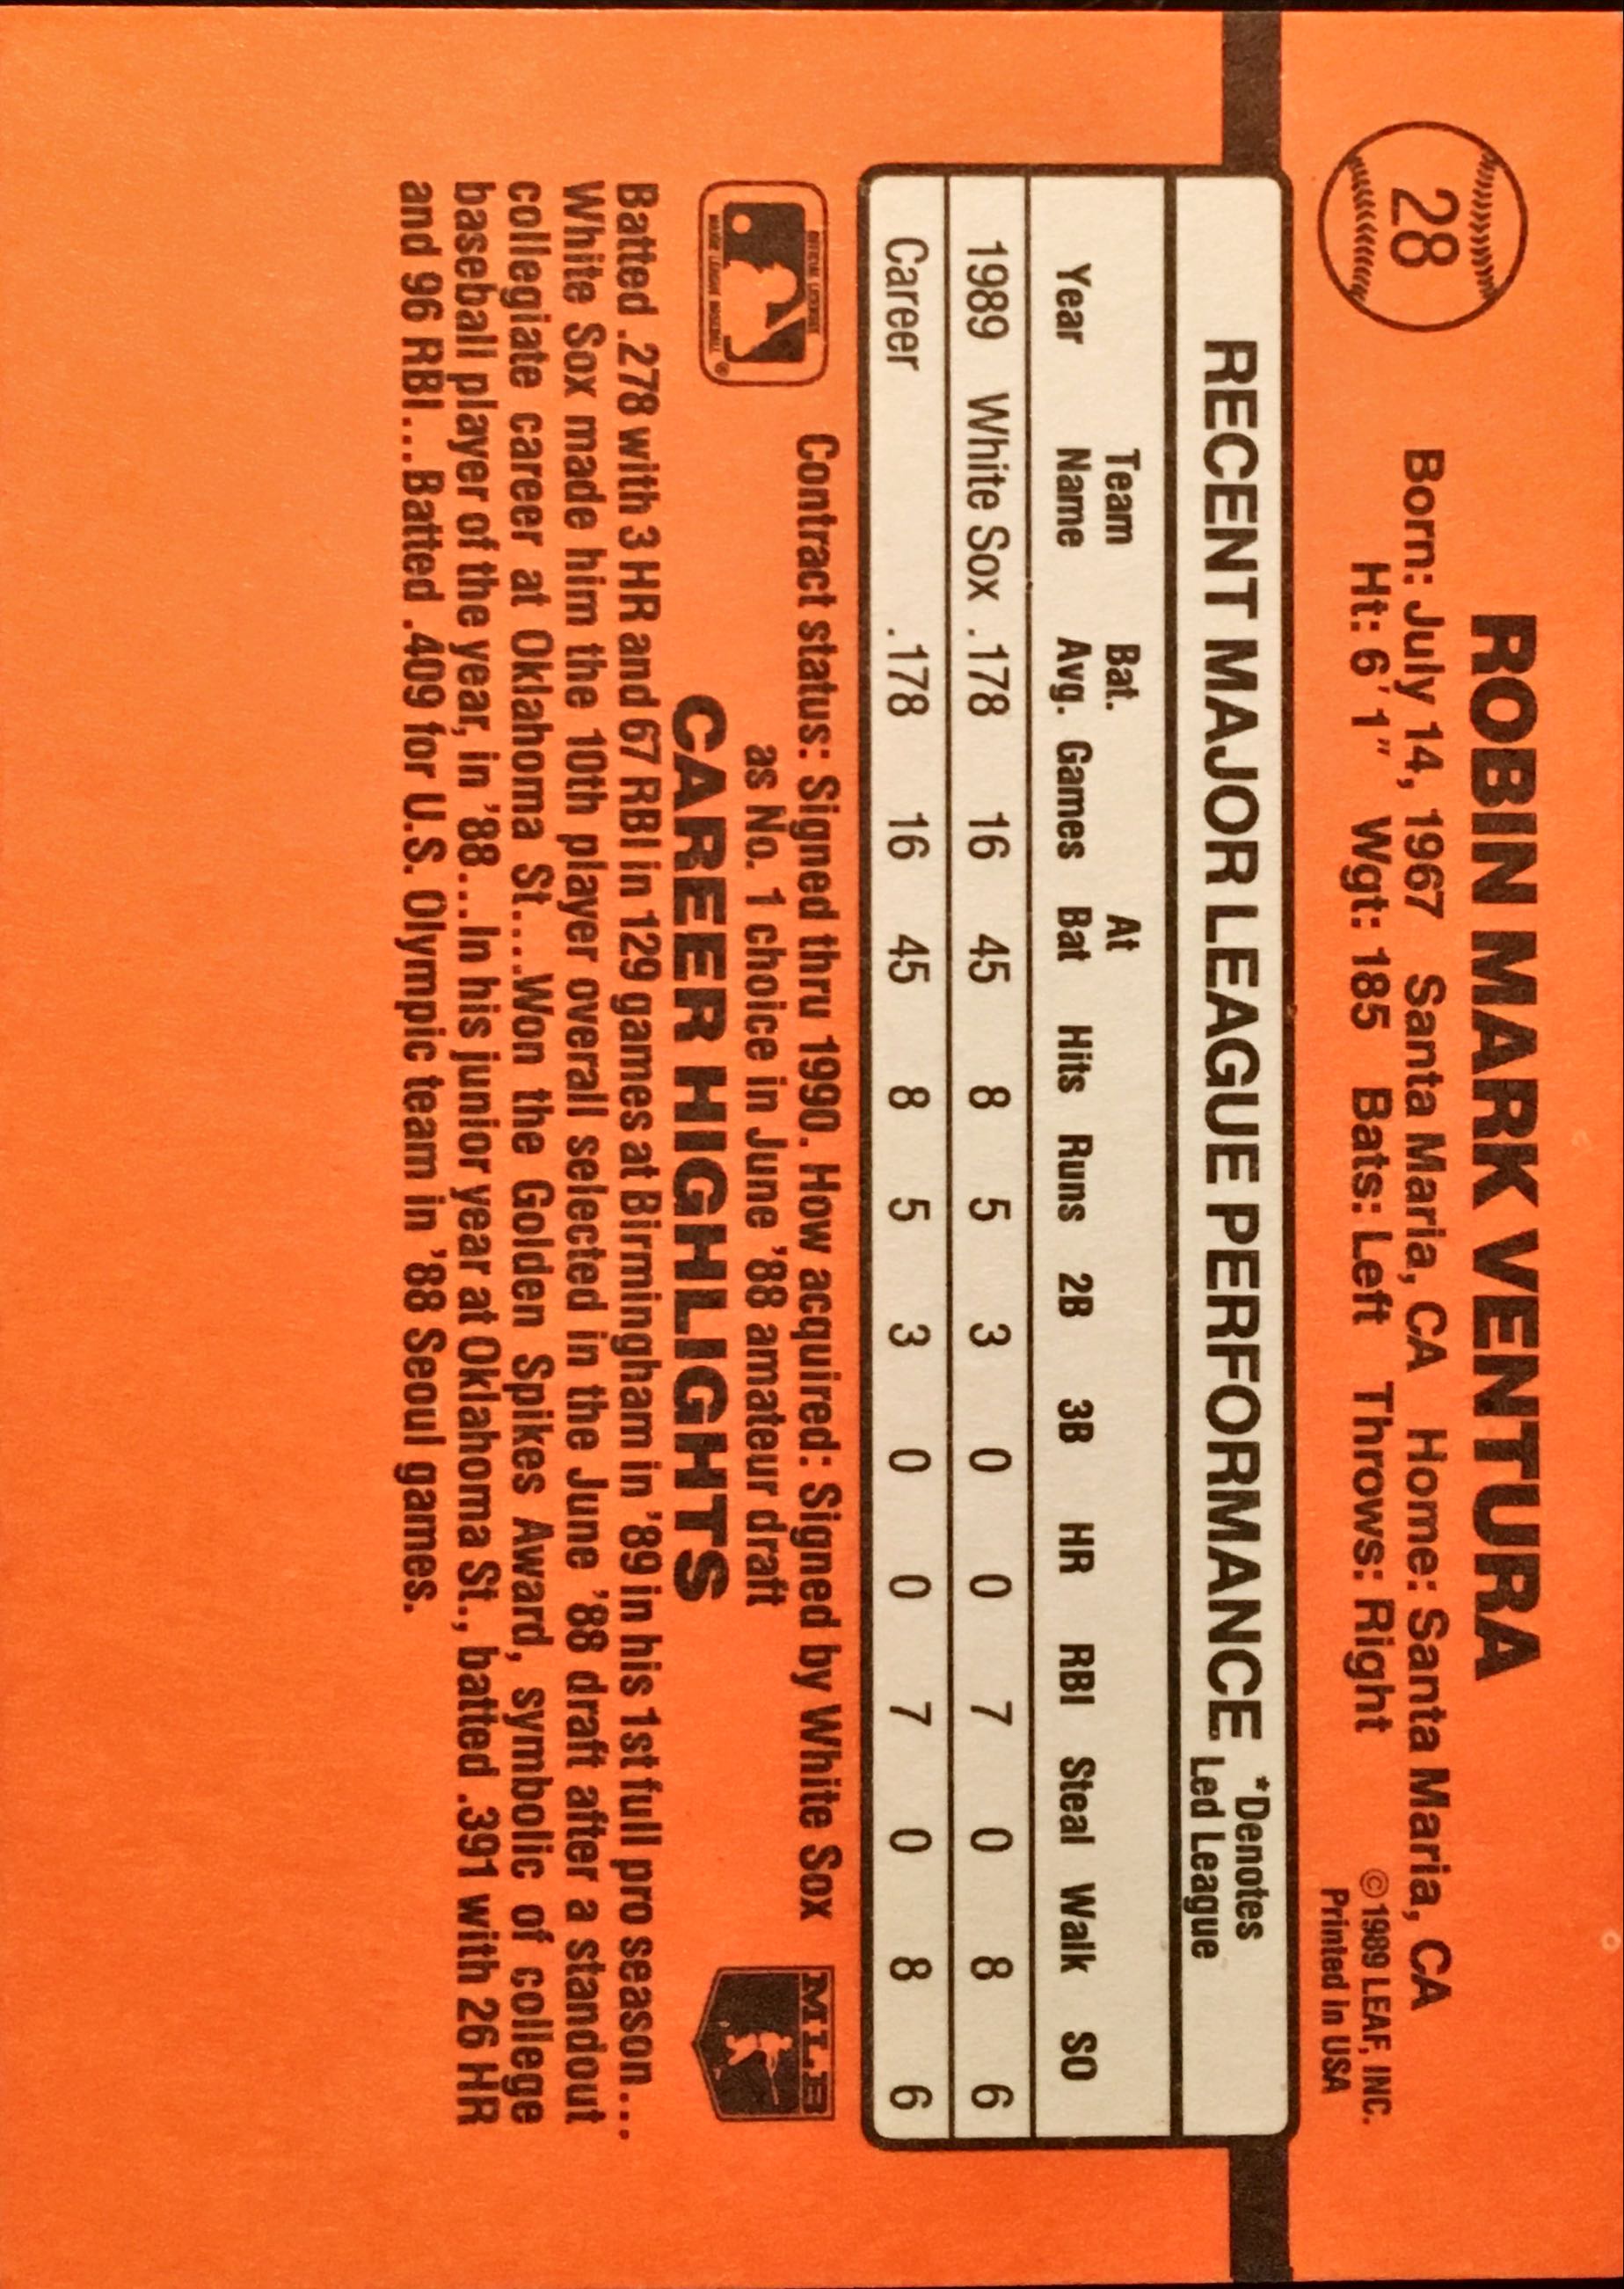 28
ROBIN MARK VENTURA
Born: July 14, 1967 Santa Maria, CA Home: Santa Maria, CA
Ht: 6' 1" Wgt: 185 Bats: Left Throws: Right
© 1989 LEAF, INC.
Printed in USA
RECENT MAJOR LEAGUE PERFORMANCE *Denotes Led League
Team Bat. At
Year Name Avg. Games Bat Hits Runs 2B 3B HR RBI Steal Walk SO
1989 White Sox .178 16 45 8 5 3 0 0 7 0 8 6
Career .178 16 45 8 5 3 0 0 7 0 8 6
OFFICIAL LICENSEE
MAJOR LEAGUE BASEBALL
®
Contract status: Signed thru 1990. How acquired: Signed by White Sox
as No. 1 choice in June '88 amateur draft
MLB
CAREER HIGHLIGHTS
Batted .278 with 3 HR and 67 RBI in 129 games at Birmingham in '89 in his 1st full pro season...
White Sox made him the 10th player overall selected in the June '88 draft after a standout
collegiate career at Oklahoma St....Won the Golden Spikes Award, symbolic of college
baseball player of the year, in '88...In his junior year at Oklahoma St., batted .391 with 26 HR
and 96 RBI...Batted .409 for U.S. Olympic team in '88 Seoul games.